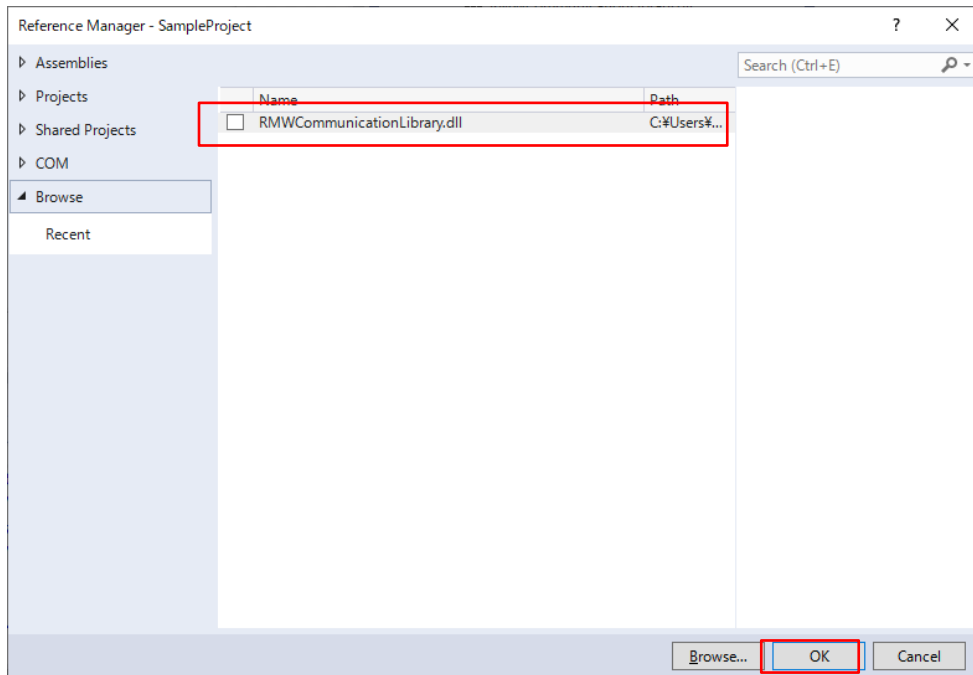 Reference Manager - SampleProject ?
Assemblies
Search (Ctrl+E)
Projects
Name Path
Shared Projects
RMWCommunicationLibrary.dll C:¥Users¥...
COM
Browse
Recent
Browse... OK Cancel